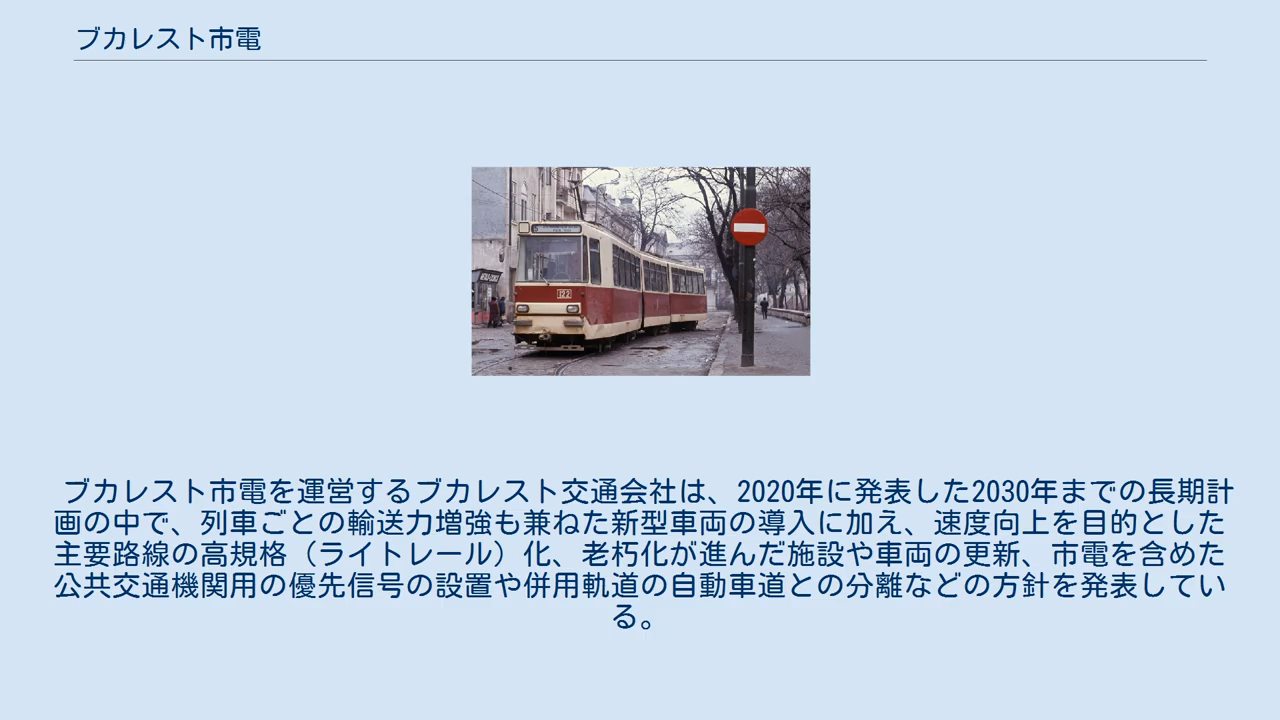 ブカレスト市電
122
ブカレスト市電を運営するブカレスト交通会社は、2020年に発表した2030年までの長期計
画の中で、列車ごとの輸送力増強も兼ねた新型車両の導入に加え、速度向上を目的とした
主要路線の高規格（ライトレール）化、老朽化が進んだ施設や車両の更新、市電を含めた
公共交通機関用の優先信号の設置や併用軌道の自動車道との分離などの方針を発表してい
る。